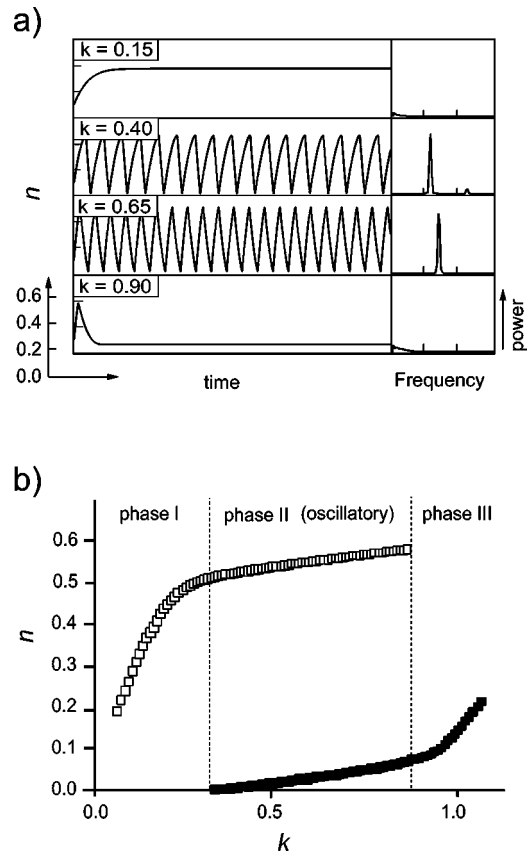 a)
k = 0.15
k = 0.40
k = 0.65
k = 0.90
n
0.6
0.4
0.2
0.0
time
Frequency
power
b)
phase I
phase II (oscillatory)
phase III
0.6
0.5
0.4
0.3
0.2
0.1
0.0
n
0.0
0.5
1.0
k